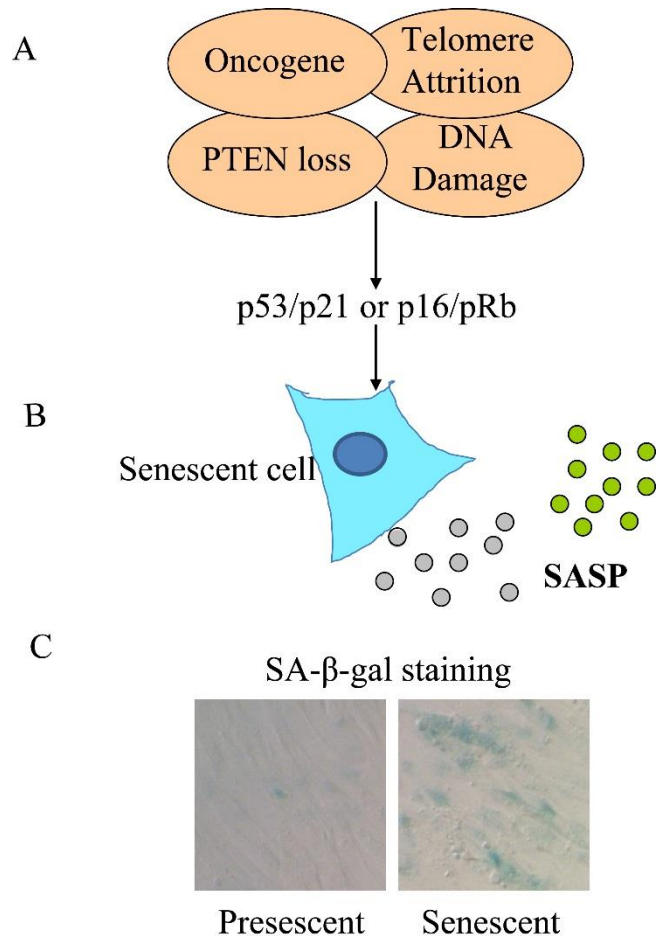 A
Oncogene
Telomere
Attrition
PTEN loss
DNA
Damage
p53/p21 or p16/pRb
B
Senescent cell
SASP
C
SA-β-gal staining
Presescent
Senescent